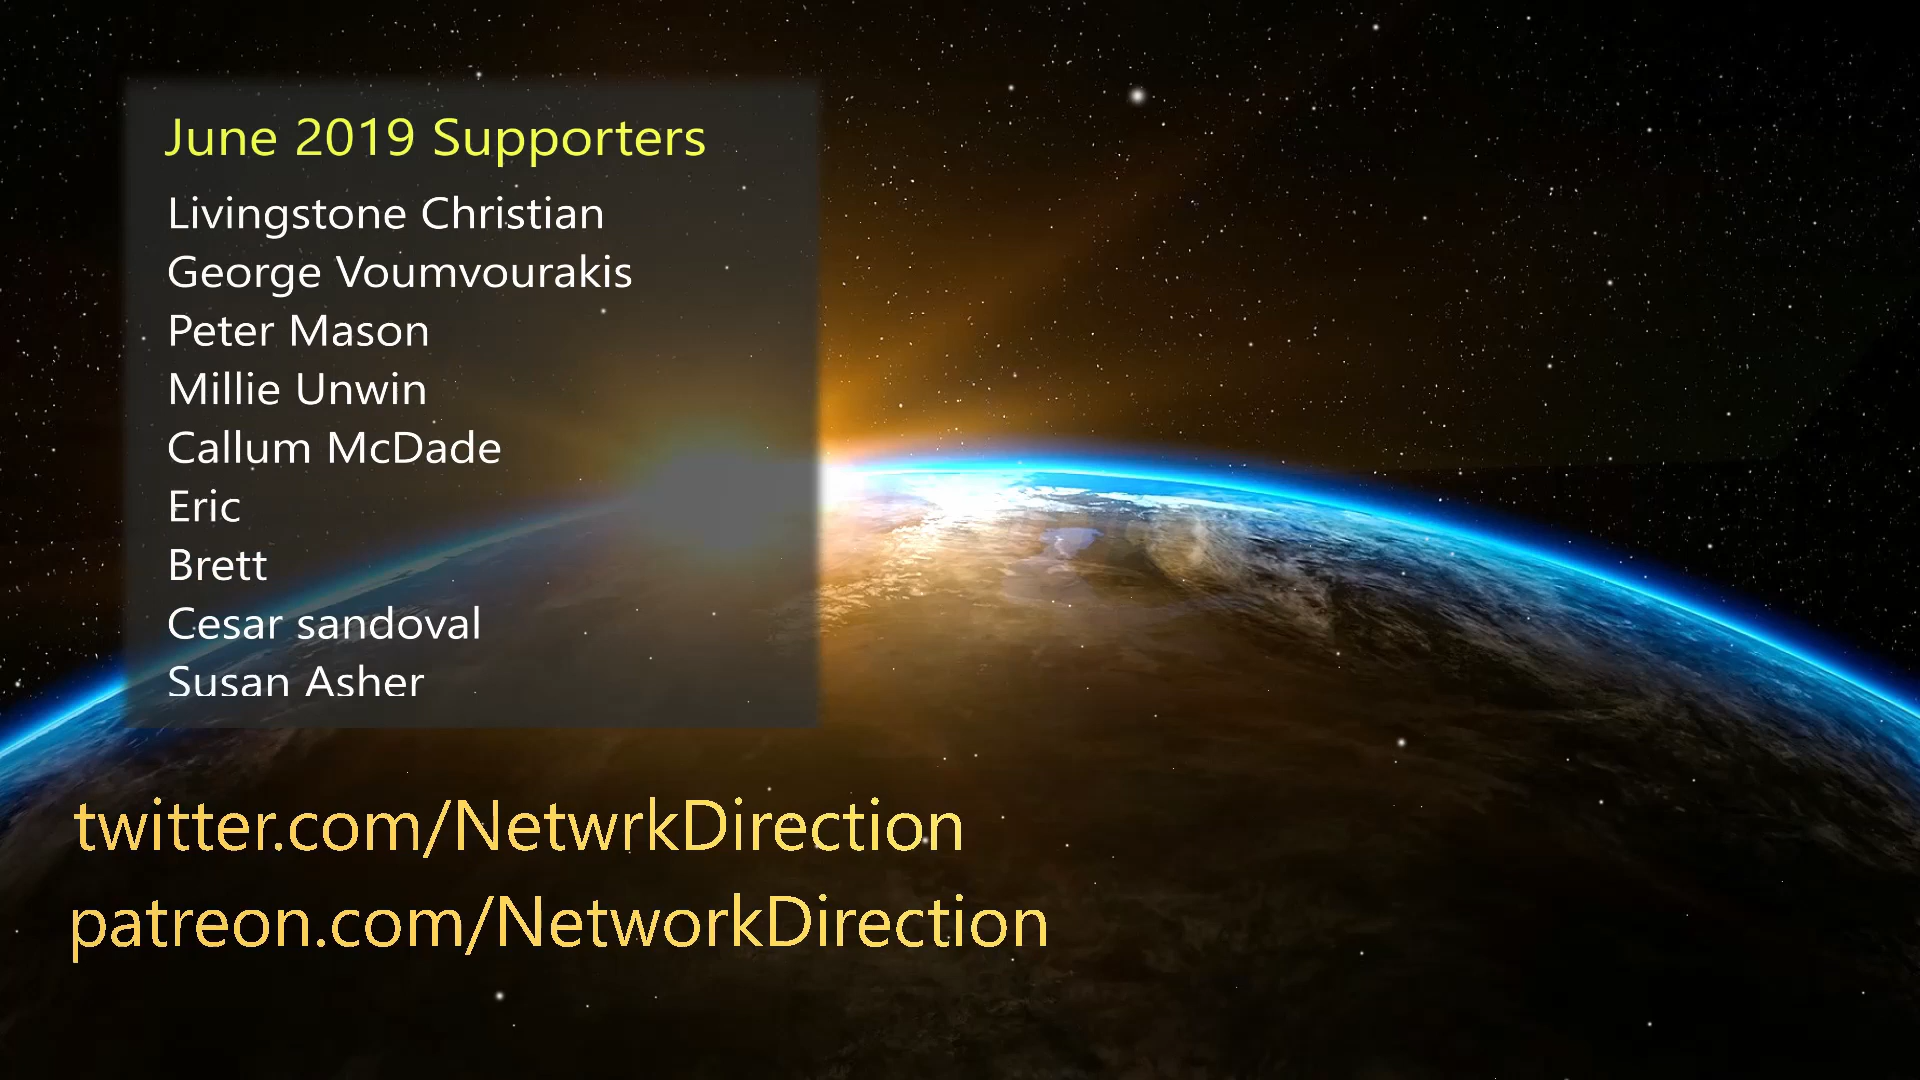 June 2019 Supporters
Livingstone Christian
George Voumvourakis
Peter Mason
Millie Unwin
Callum McDade
Eric
Brett
Cesar sandoval
Susan Asher
twitter.com/NetwrkDirection
patreon.com/NetworkDirection